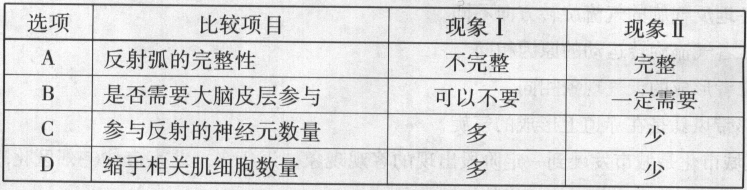 选项 比较项目 现象Ⅰ 现象Ⅱ
A 反射弧的完整性 不完整 完整
B 是否需要大脑皮层参与 可以不要 一定需要
C 参与反射的神经元数量 多 少
D 缩手相关肌细胞数量 多 少